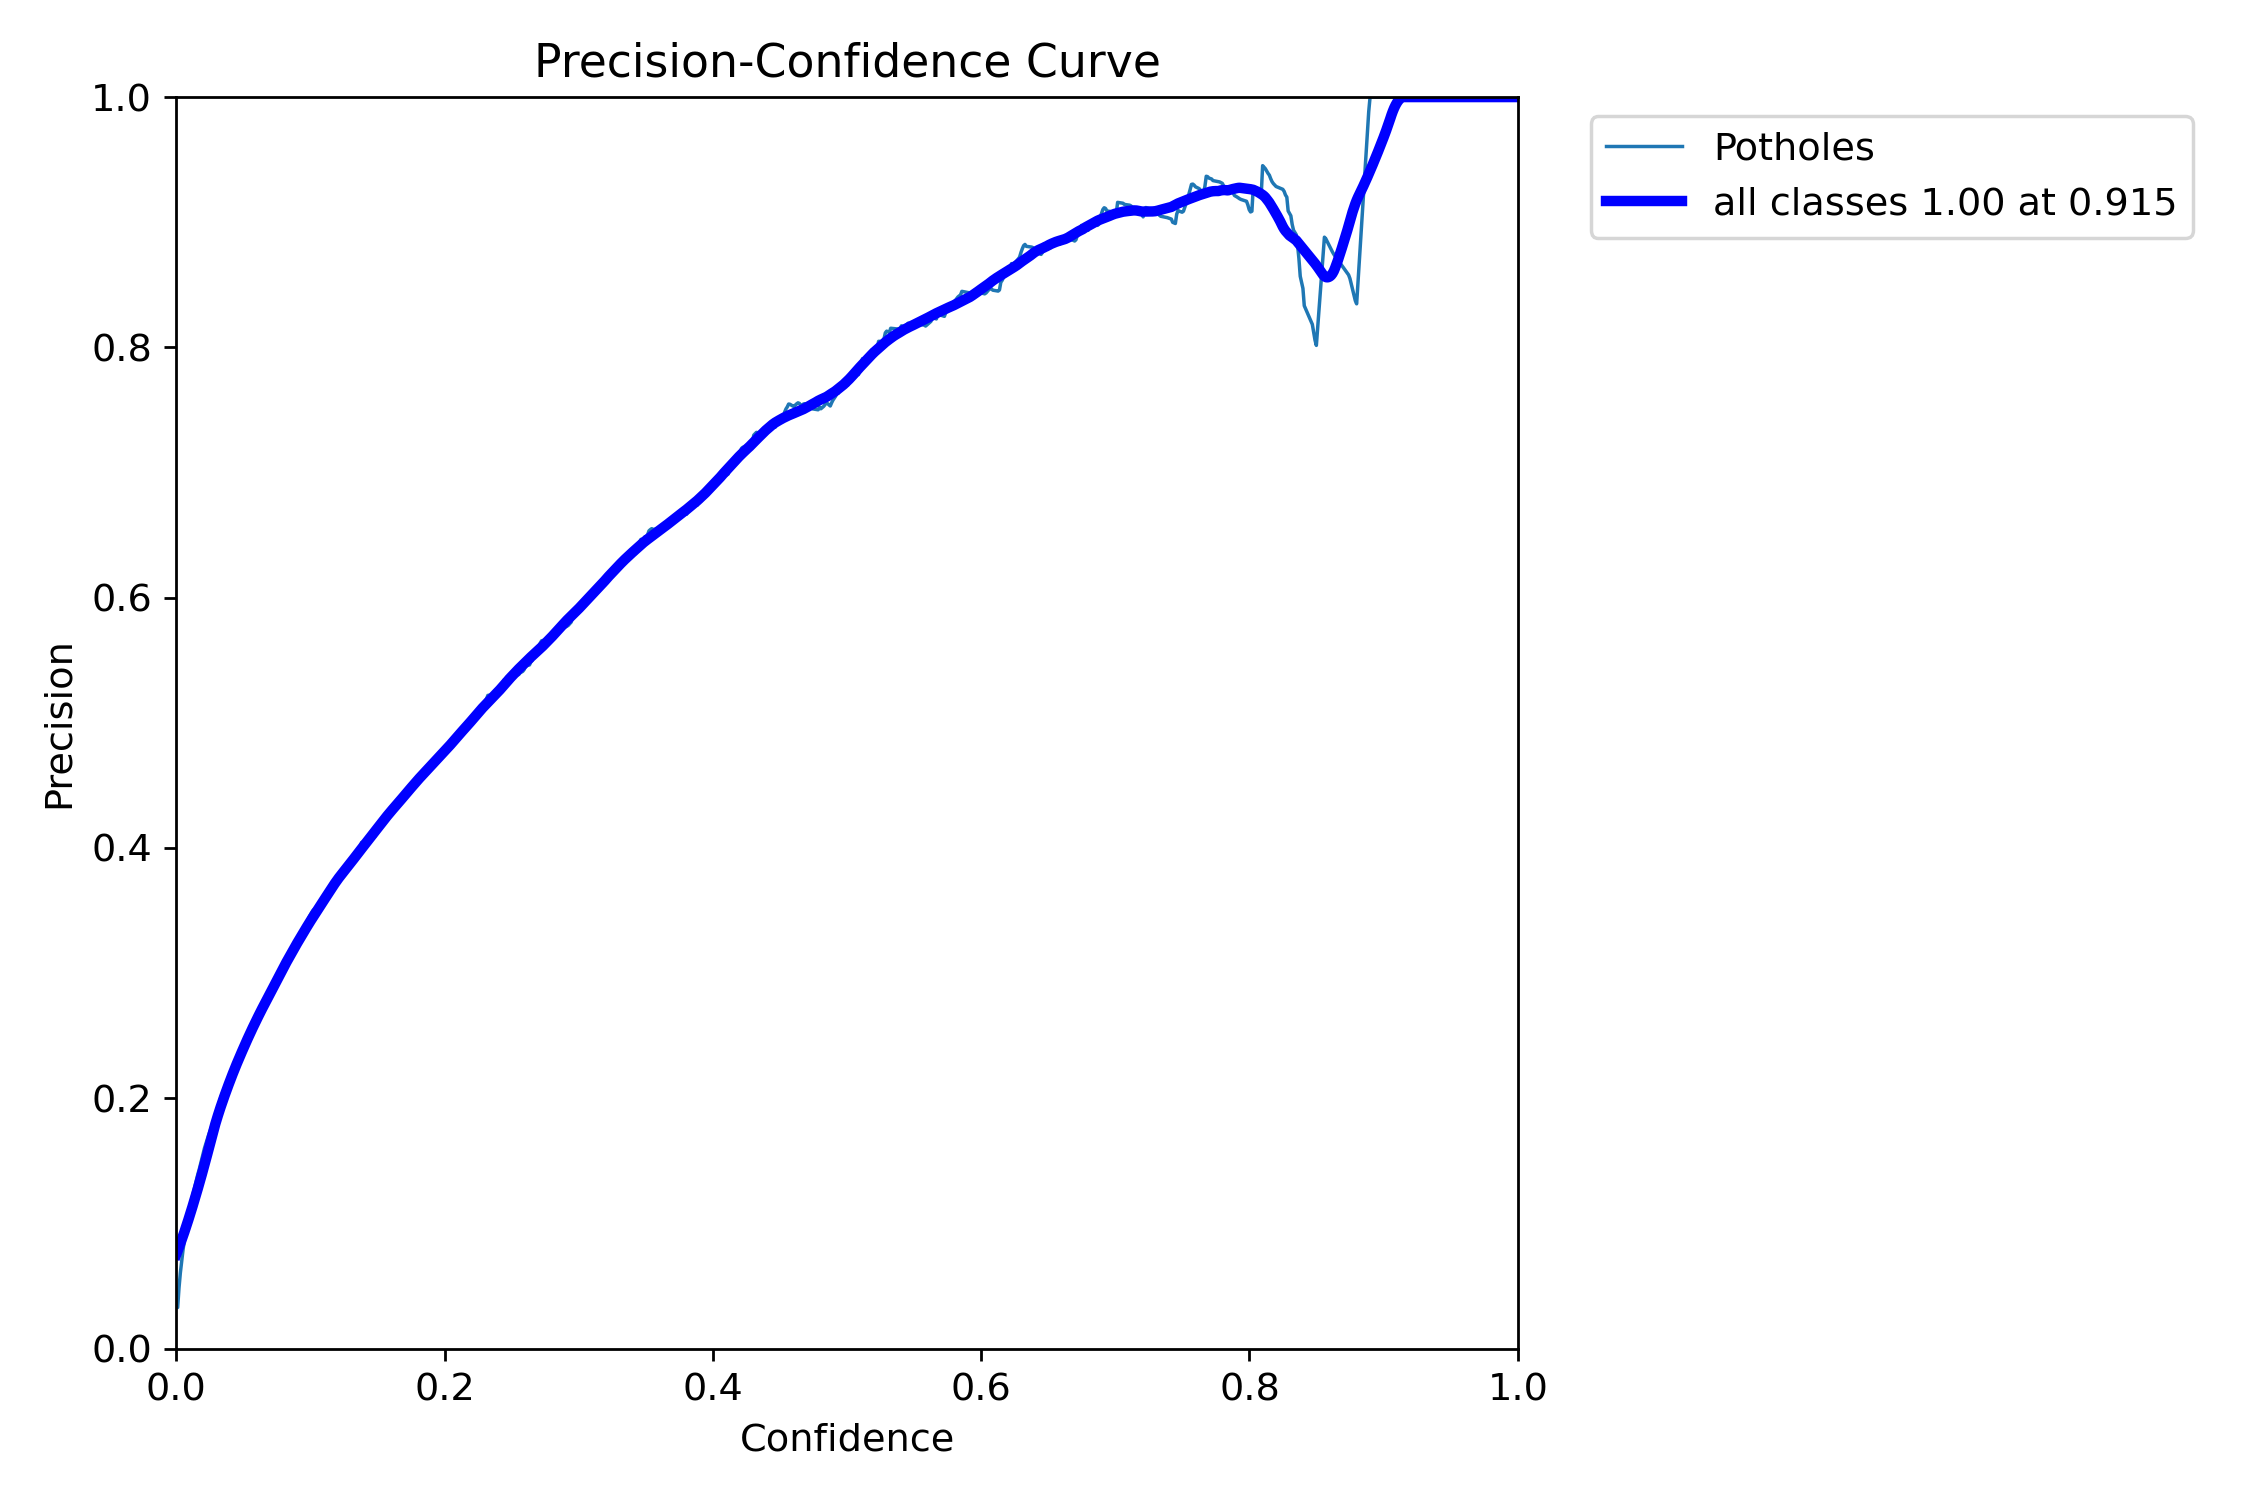 Precision-Confidence Curve
Potholes
all classes 1.00 at 0.915
1.0
0.8
0.6
0.4
0.2
0.0
Precision
0.0 0.2 0.4 0.6 0.8 1.0
Confidence